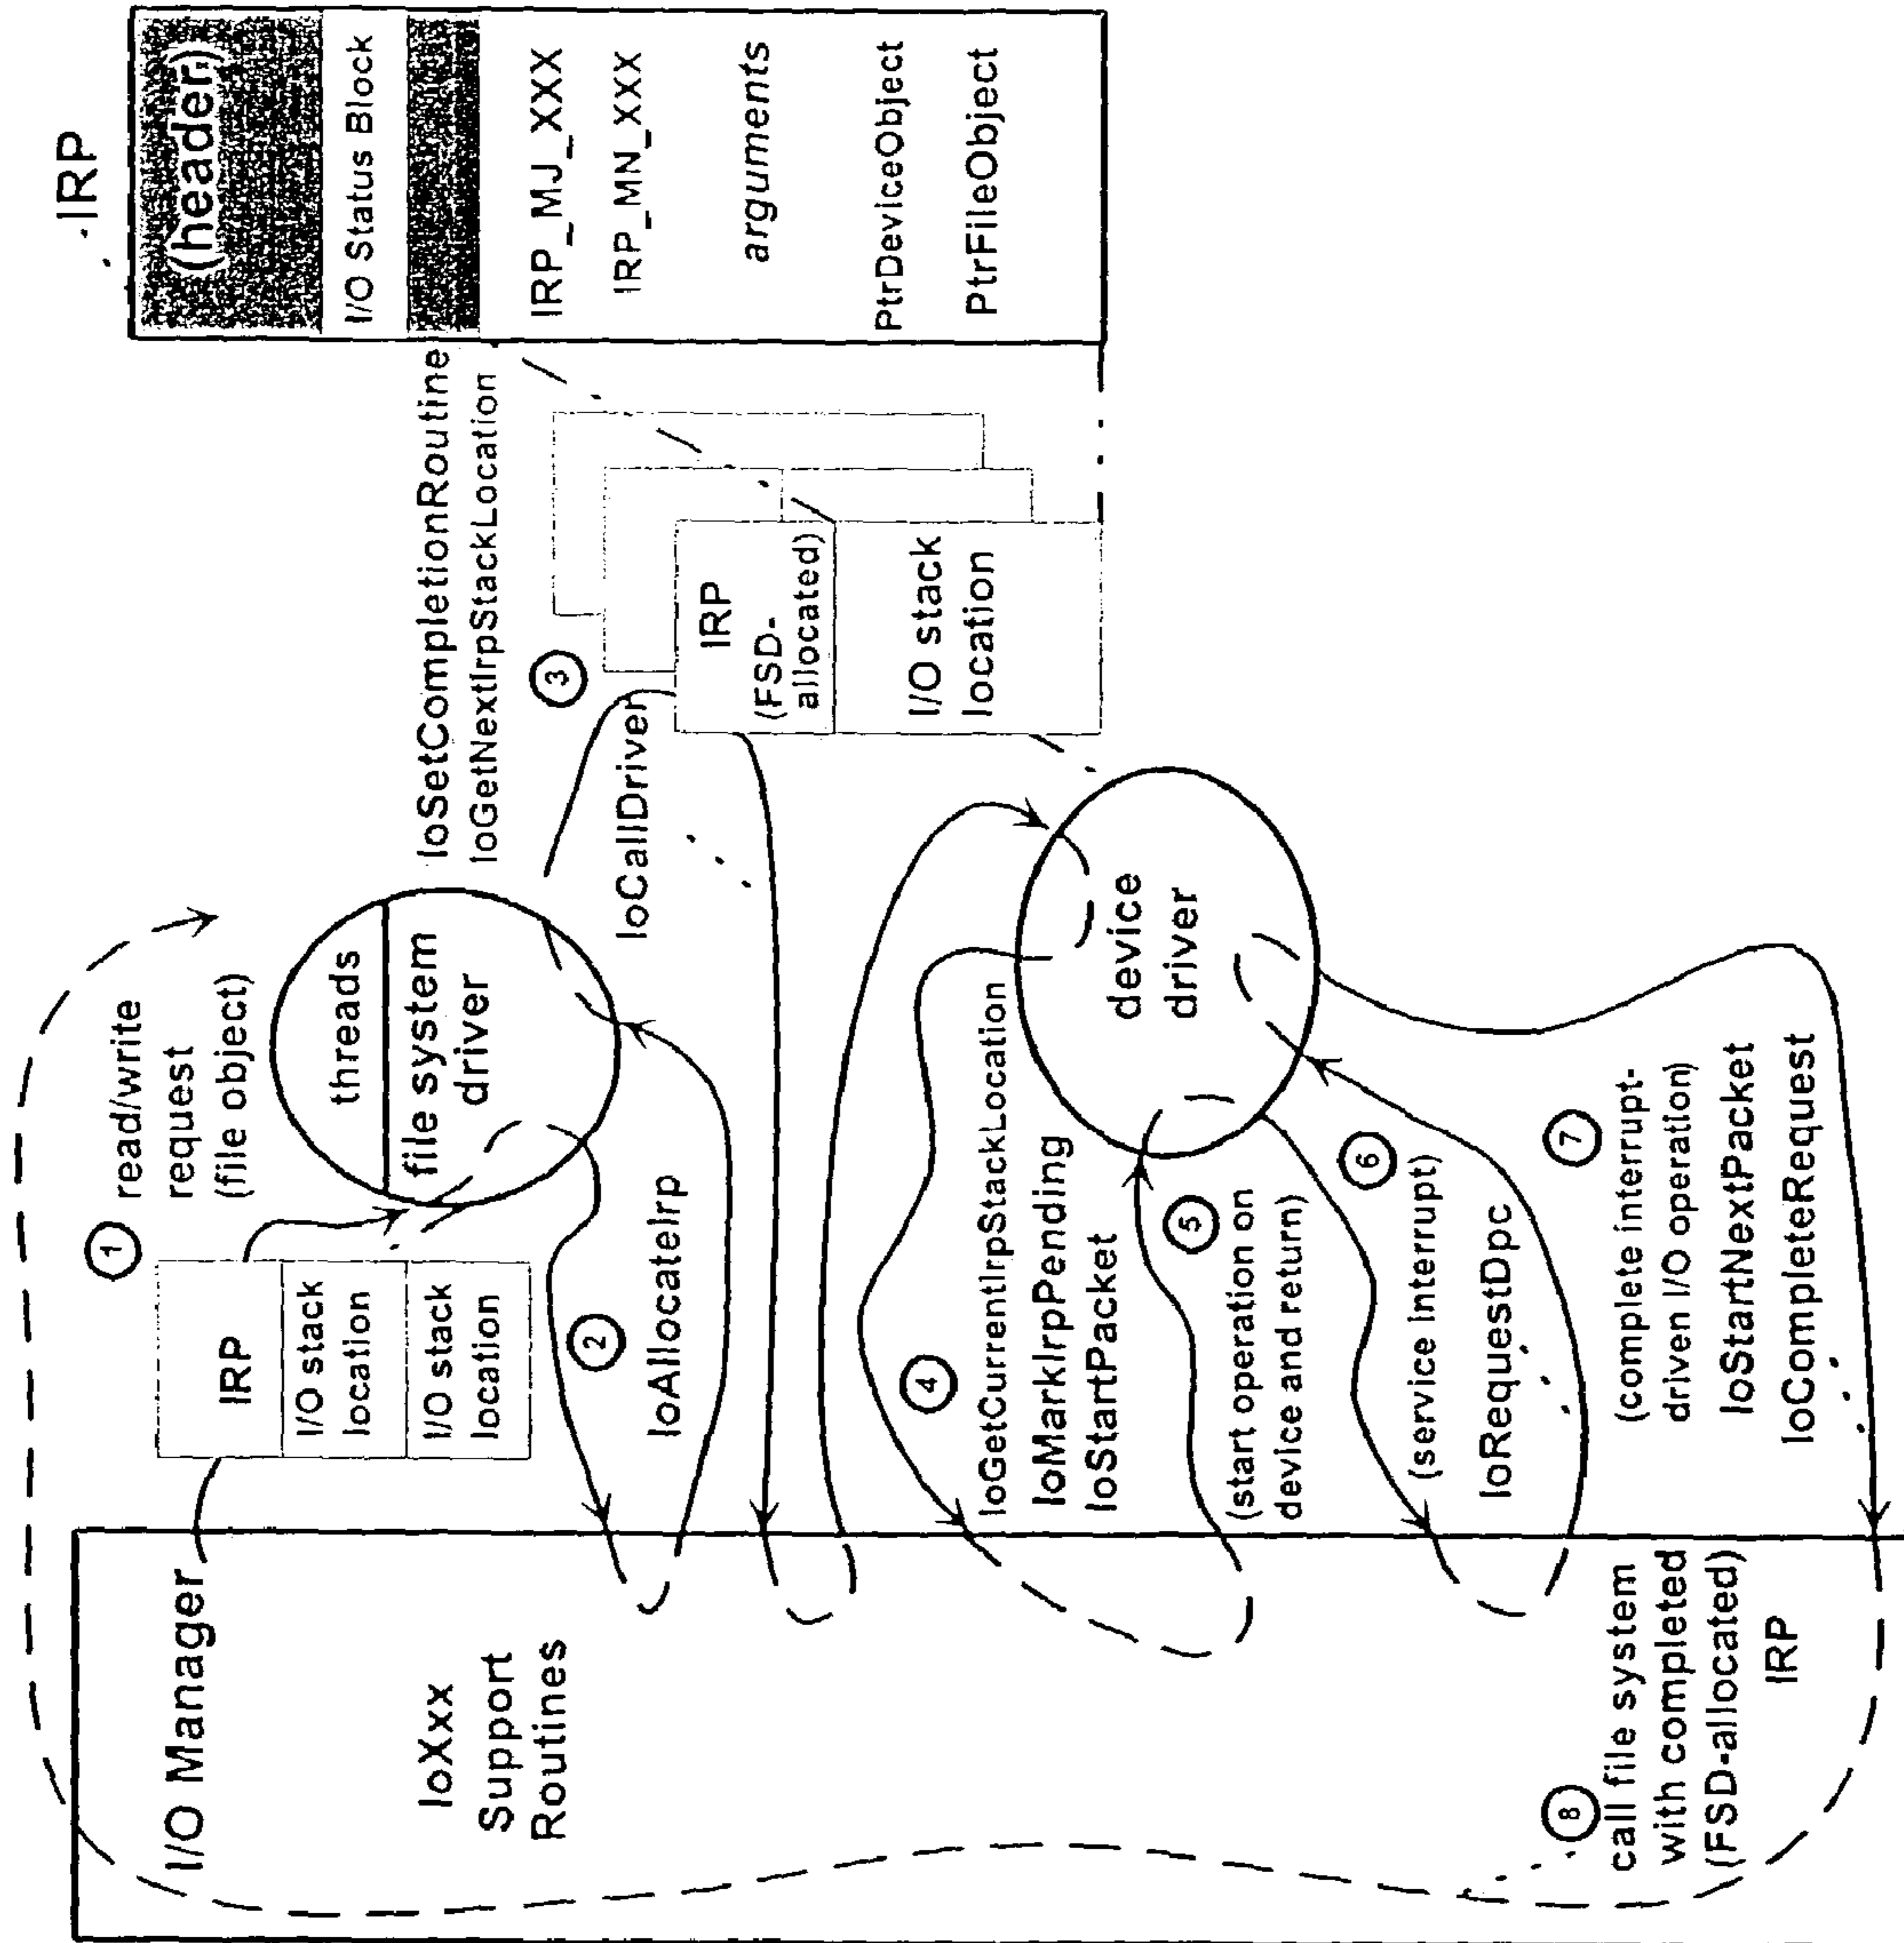 I/O Manager
IoXxx
Support
Routines
1
read/write
request
(file object)
IRP
I/O stack
location
I/O stack
location
threads
file system
driver
2
IoAllocateIrp
IoSetCompletionRoutine
IoGetNextIrpStackLocation
IoCallDriver
3
IRP
(FSD-
allocated)
I/O stack
location
IRP
(header)
I/O Status Block
IRP_MJ_XXX
IRP_MN_XXX
arguments
PtrDeviceObject
PtrFileObject
4
IoGetCurrentIrpStackLocation
IoMarkIrpPending
IoStartPacket
device
driver
5
(start operation on
device and return)
6
(service Interrupt)
IoRequestDpc
7
(complete interrupt-
driven I/O operation)
IoStartNextPacket
IoCompleteRequest
8
call file system
with completed
(FSD-allocated)
IRP